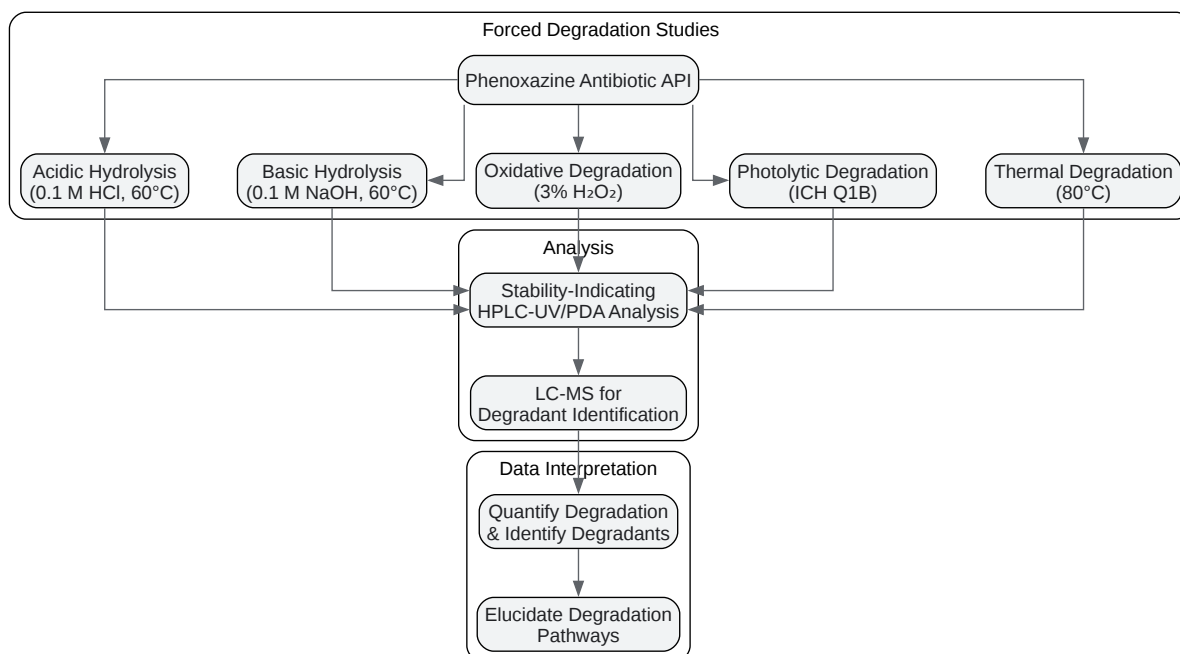 Forced Degradation Studies
Phenoxazine Antibiotic API
Acidic Hydrolysis
(0.1 M HCl, 60°C)
Basic Hydrolysis
(0.1 M NaOH, 60°C)
Oxidative Degradation
(3% H₂O₂)
Photolytic Degradation
(ICH Q1B)
Thermal Degradation
(80°C)
Analysis
Stability-Indicating
HPLC-UV/PDA Analysis
LC-MS for
Degradant Identification
Data Interpretation
Quantify Degradation
& Identify Degradants
Elucidate Degradation
Pathways